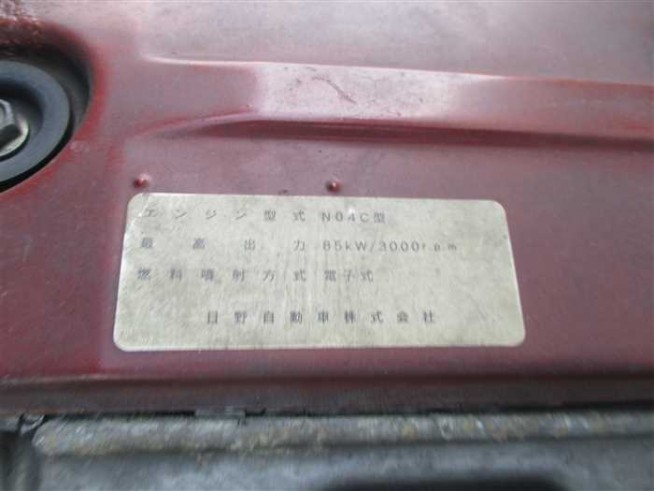 エンジン型式 N04C型
最高出力 85kW/3000r.p.m
燃料噴射方式 電子式
日野自動車株式会社